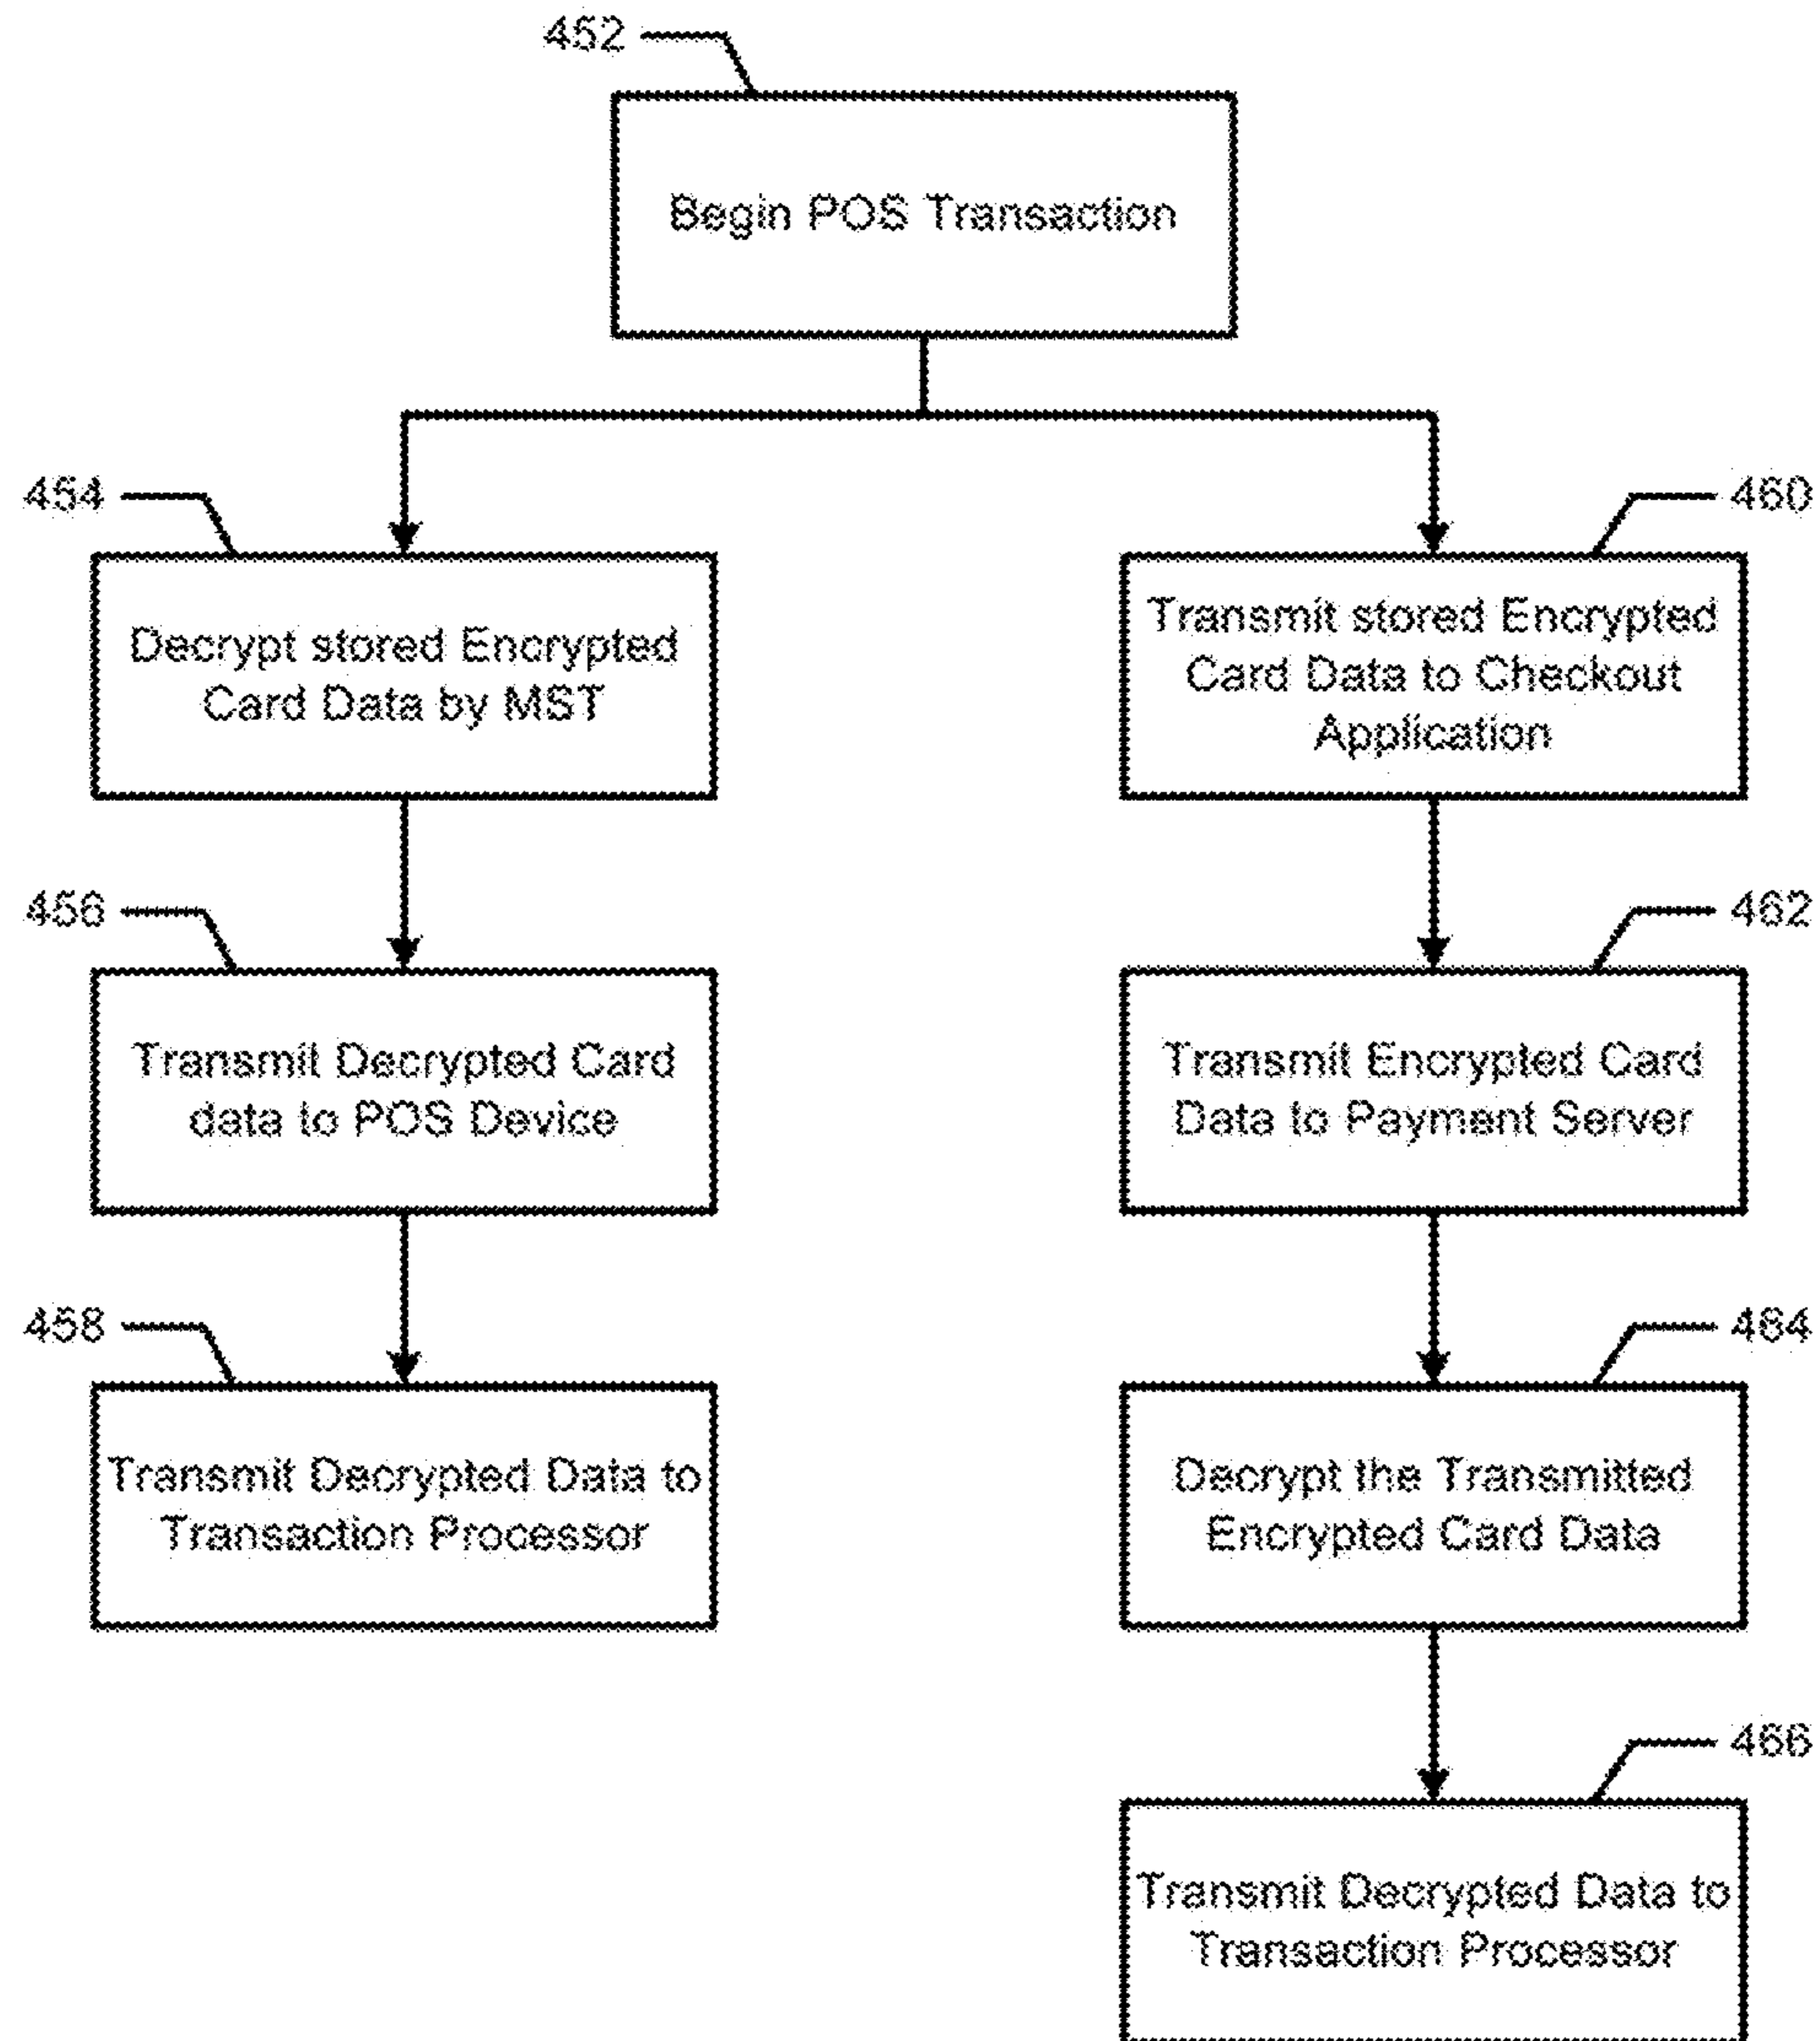 452
Begin POS Transaction
454
Decrypt stored Encrypted
Card Data by MST
456
Transmit Decrypted Card
data to POS Device
458
Transmit Decrypted Data to
Transaction Processor
460
Transmit stored Encrypted
Card Data to Checkout
Application
462
Transmit Encrypted Card
Data to Payment Server
464
Decrypt the Transmitted
Encrypted Card Data
466
Transmit Decrypted Data to
Transaction Processor